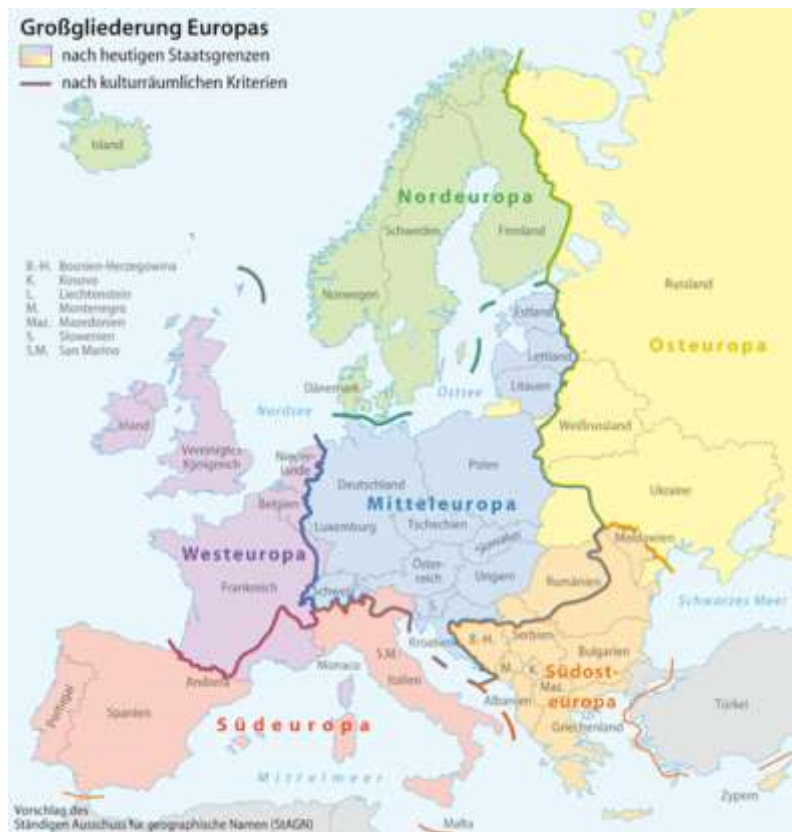 Großgliederung Europas
nach heutigen Staatsgrenzen
nach kulturräumlichen Kriterien
Island
Nordeuropa
Schweden
Finnland
Norwegen
Russland
B.-H. Bosnien-Herzegowina
K. Kosovo
L. Liechtenstein
M. Montenegro
Maz. Mazedonien
S. Slowenien
S.M. San Marino
Estland
Lettland
Litauen
Osteuropa
Dänemark
Ostsee
Nordsee
Irland
Vereinigtes
Königreich
Weißrussland
Nieder-
lande
Deutschland
Polen
Belgien
Mitteleuropa
Ukraine
Luxemburg
Tschechien
Slowakei
Moldawien
Westeuropa
Frankreich
Schweiz
Öster-
reich
Ungarn
Rumänien
S.
Schwarzes Meer
Kroatien
B.-H.
Serbien
Monaco
S.M.
Italien
M.
K.
Bulgarien
Andorra
Maz.
Südost-
europa
Portugal
Spanien
Südeuropa
Albanien
Griechenland
Türkei
Mittelmeer
Zypern
Malta
Vorschlag des
Ständigen Ausschuss für geographische Namen (StAGN)